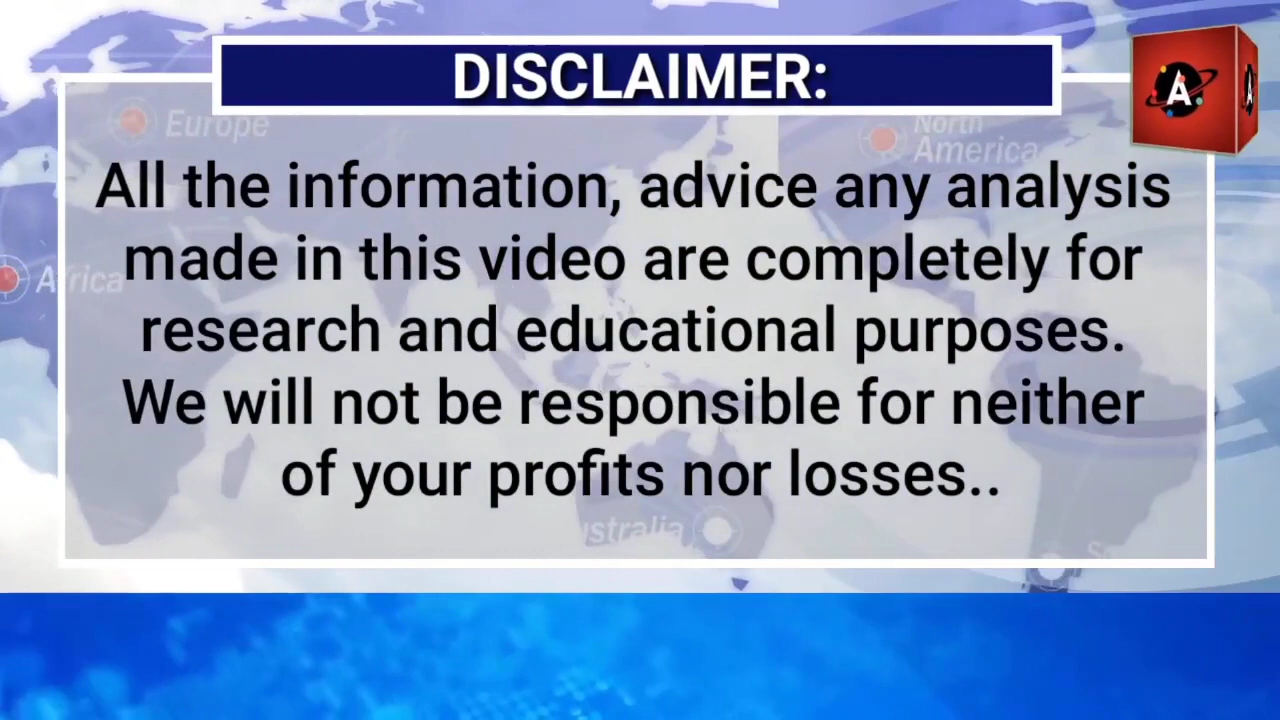 DISCLAIMER:
A
A
Europe
North
America
All the information, advice any analysis
made in this video are completely for
Africa
research and educational purposes.
We will not be responsible for neither
of your profits nor losses..
ustralia